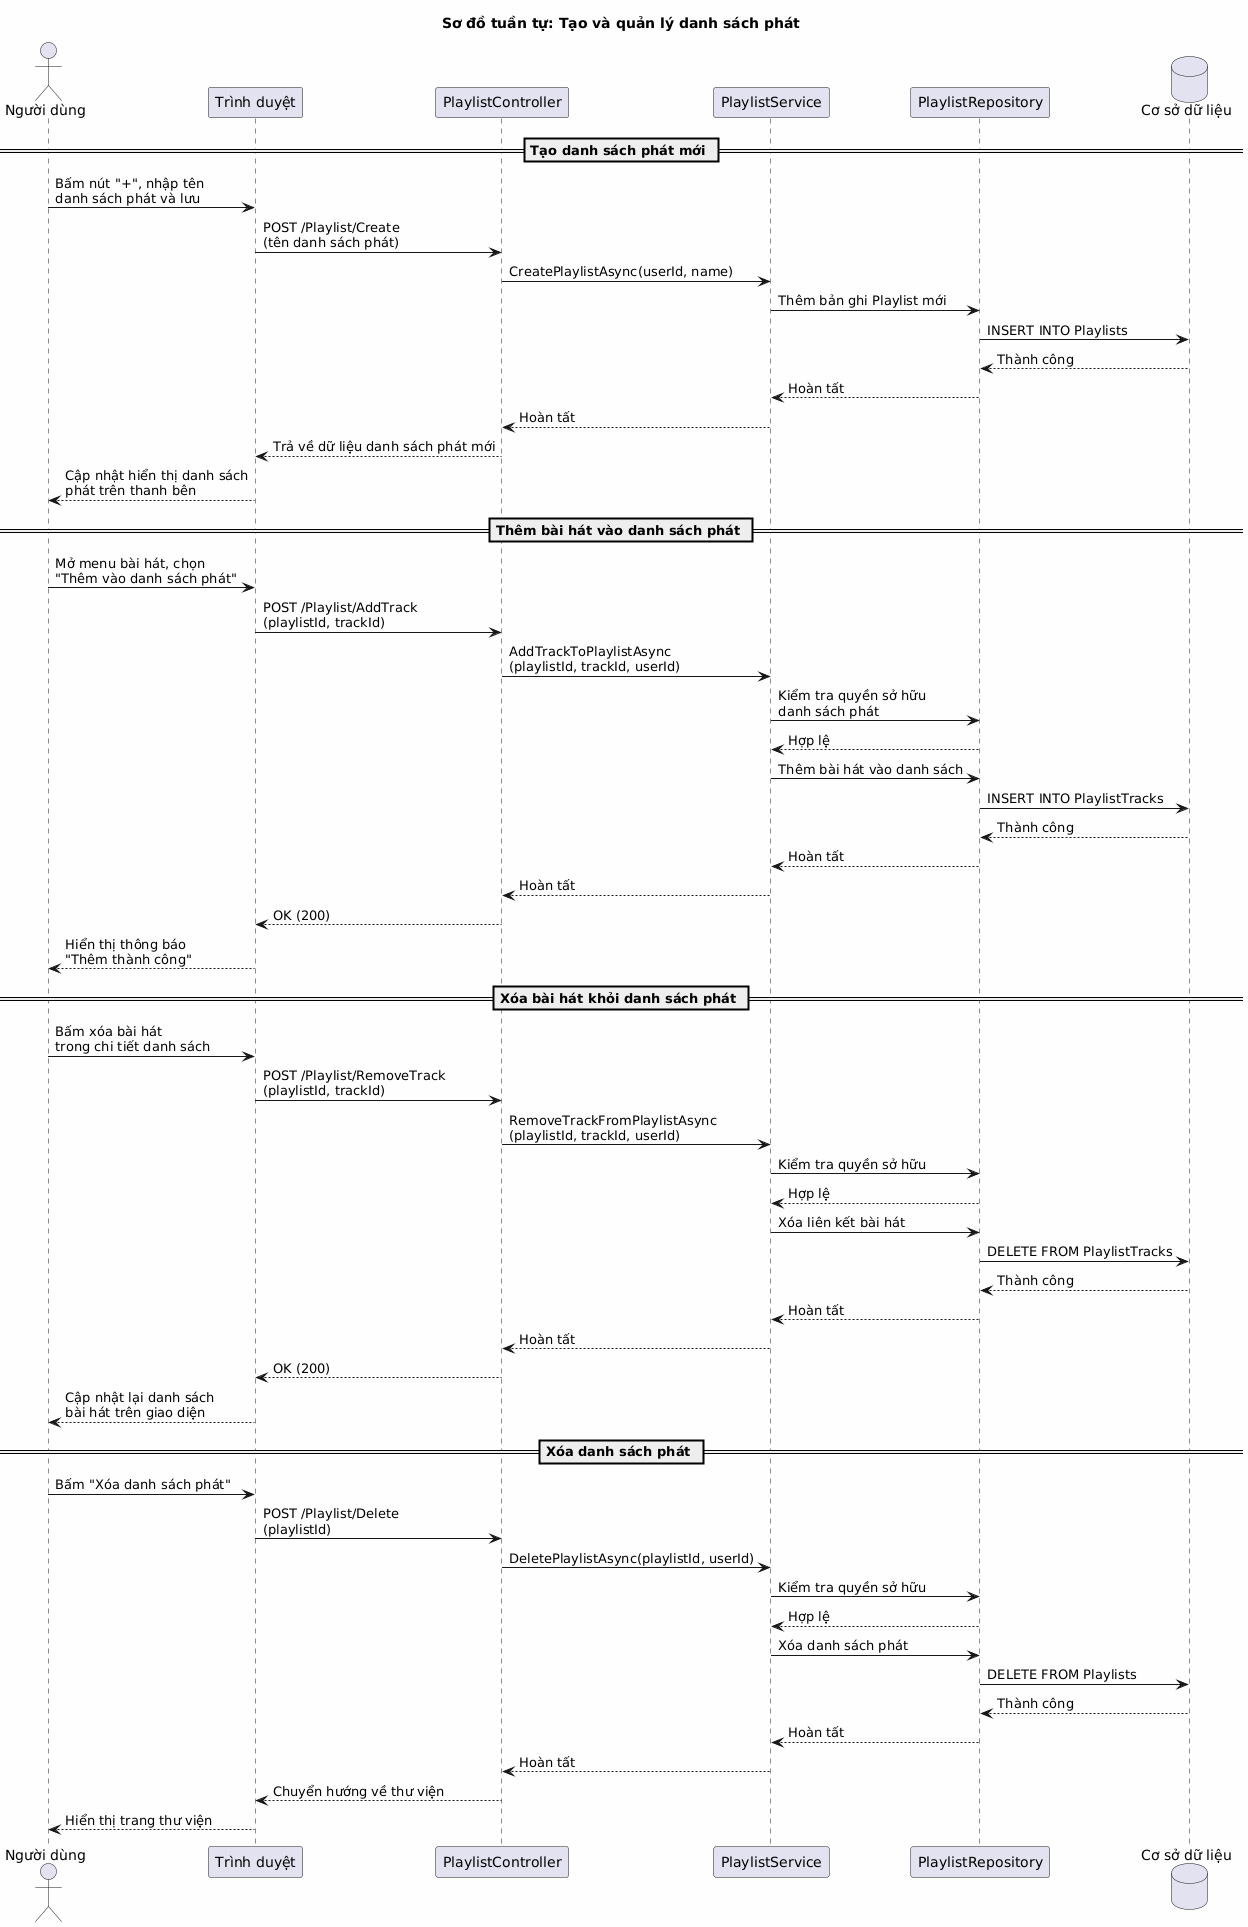 Sơ đồ tuần tự: Tạo và quản lý danh sách phát
Người dùng
Trình duyệt
PlaylistController
PlaylistService
PlaylistRepository
Cơ sở dữ liệu
Tạo danh sách phát mới
Bấm nút "+", nhập tên
danh sách phát và lưu
POST /Playlist/Create
(tên danh sách phát)
CreatePlaylistAsync(userId, name)
Thêm bản ghi Playlist mới
INSERT INTO Playlists
Thành công
Hoàn tất
Hoàn tất
Trả về dữ liệu danh sách phát mới
Cập nhật hiển thị danh sách
phát trên thanh bên
Thêm bài hát vào danh sách phát
Mở menu bài hát, chọn
"Thêm vào danh sách phát"
POST /Playlist/AddTrack
(playlistId, trackId)
AddTrackToPlaylistAsync
(playlistId, trackId, userId)
Kiểm tra quyền sở hữu
danh sách phát
Hợp lệ
Thêm bài hát vào danh sách
INSERT INTO PlaylistTracks
Thành công
Hoàn tất
Hoàn tất
OK (200)
Hiển thị thông báo
"Thêm thành công"
Xóa bài hát khỏi danh sách phát
Bấm xóa bài hát
trong chi tiết danh sách
POST /Playlist/RemoveTrack
(playlistId, trackId)
RemoveTrackFromPlaylistAsync
(playlistId, trackId, userId)
Kiểm tra quyền sở hữu
Hợp lệ
Xóa liên kết bài hát
DELETE FROM PlaylistTracks
Thành công
Hoàn tất
Hoàn tất
OK (200)
Cập nhật lại danh sách
bài hát trên giao diện
Xóa danh sách phát
Bấm "Xóa danh sách phát"
POST /Playlist/Delete
(playlistId)
DeletePlaylistAsync(playlistId, userId)
Kiểm tra quyền sở hữu
Hợp lệ
Xóa danh sách phát
DELETE FROM Playlists
Thành công
Hoàn tất
Hoàn tất
Chuyển hướng về thư viện
Hiển thị trang thư viện
Người dùng
Trình duyệt
PlaylistController
PlaylistService
PlaylistRepository
Cơ sở dữ liệu